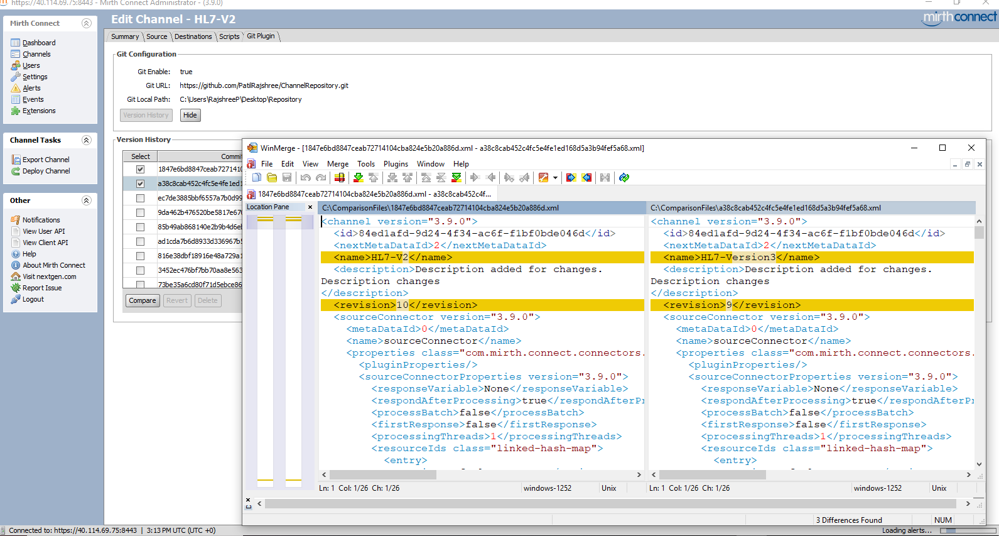 https://40.114.69.75:8443 - Mirth Connect Administrator - (3.9.0)
Mirth Connect
Dashboard
Channels
Users
Settings
Alerts
Events
Extensions
Channel Tasks
Export Channel
Deploy Channel
Other
Notifications
View User API
View Client API
Help
About Mirth Connect
Visit nextgen.com
Report Issue
Logout
Edit Channel - HL7-V2
mirth connect
Summary Source Destinations Scripts Git Plugin
Git Configuration
Git Enable: true
Git URL: https://github.com/PatilRajshree/ChannelRepository.git
Git Local Path: C:\Users\RajshreeP\Desktop\Repository
Version History Hide
Version History
Select Commit
1847e6bd8847ceab7271410
a38c8cab452c4fc5e4fe1ed1
ec7de3885bbf6557a7b0d99
9da462b476520be5817e670
85b49ab868140e2b9b4d6eb
ad1cda7b6d8933d336967b5
816e38dbf18916e48a729a1
3452ec476bf7bb70aa8e563
73be35a6cd80f71d5ebce86
Compare Revert Delete
WinMerge - [1847e6bd8847ceab72714104cba824e5b20a886d.xml - a38c8cab452c4fc5e4fe1ed168d5a3b94fef5a68.xml]
File Edit View Merge Tools Plugins Window Help
1847e6bd8847ceab72714104cba824e5b20a886d.xml - a38c8cab452c4f...
Location Pane
C:\ComparisonFiles\1847e6bd8847ceab72714104cba824e5b20a886d.xml
<channel version="3.9.0">
<id>84ed1afd-9d24-4f34-ac6f-f1bf0bde046d</id>
<nextMetaDataId>2</nextMetaDataId>
<name>HL7-V2</name>
<description>Description added for changes.
Description changes
</description>
<revision>10</revision>
<sourceConnector version="3.9.0">
<metaDataId>0</metaDataId>
<name>sourceConnector</name>
<properties class="com.mirth.connect.connectors.
<pluginProperties/>
<sourceConnectorProperties version="3.9.0">
<responseVariable>None</responseVariable>
<respondAfterProcessing>true</respondAfterPr
<processBatch>false</processBatch>
<firstResponse>false</firstResponse>
<processingThreads>1</processingThreads>
<resourceIds class="linked-hash-map">
<entry>
Ln: 1 Col: 1/26 Ch: 1/26 windows-1252 Unix
C:\ComparisonFiles\a38c8cab452c4fc5e4fe1ed168d5a3b94fef5a68.xml
<channel version="3.9.0">
<id>84ed1afd-9d24-4f34-ac6f-f1bf0bde046d</id>
<nextMetaDataId>2</nextMetaDataId>
<name>HL7-Version3</name>
<description>Description added for changes.
Description changes
</description>
<revision>9</revision>
<sourceConnector version="3.9.0">
<metaDataId>0</metaDataId>
<name>sourceConnector</name>
<properties class="com.mirth.connect.connectors.
<pluginProperties/>
<sourceConnectorProperties version="3.9.0">
<responseVariable>None</responseVariable>
<respondAfterProcessing>true</respondAfterPr
<processBatch>false</processBatch>
<firstResponse>false</firstResponse>
<processingThreads>1</processingThreads>
<resourceIds class="linked-hash-map">
<entry>
Ln: 1 Col: 1/26 Ch: 1/26 windows-1252 Unix
3 Differences Found NUM
Connected to: https://40.114.69.75:8443 | 3:13 PM UTC (UTC +0)
Loading alerts...